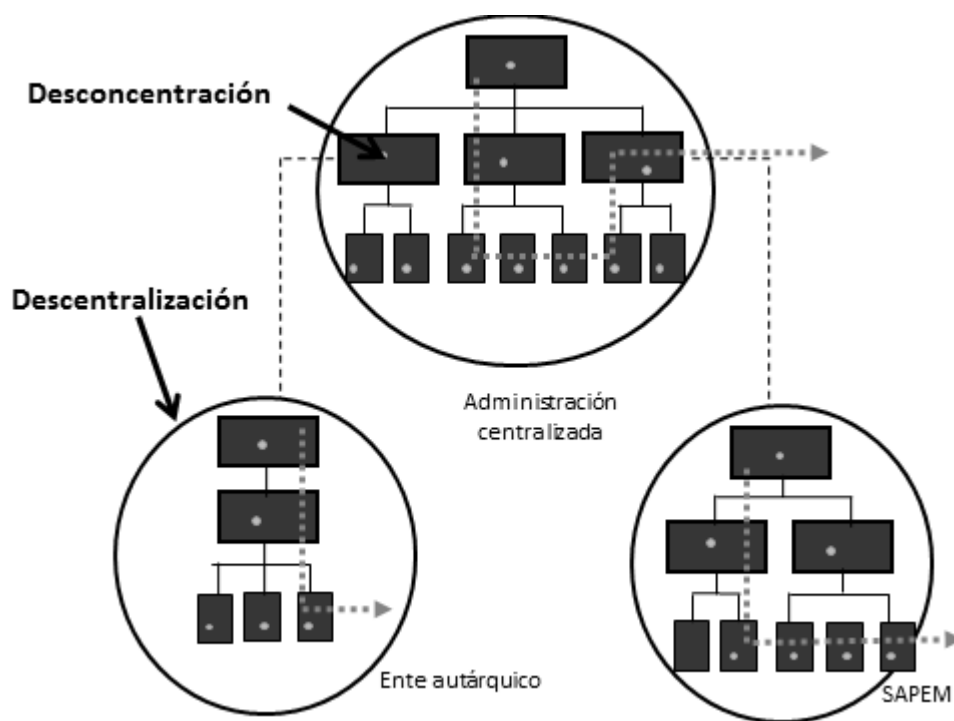 Desconcentración
Descentralización
Administración
centralizada
Ente autárquico
SAPEM